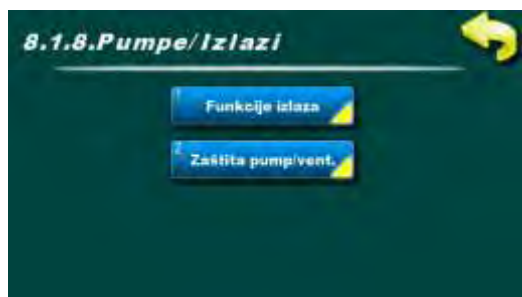 8.1.8.Pumpe/Izlazi
1
Funkcije izlaza
2
Zaštita pump/vent.